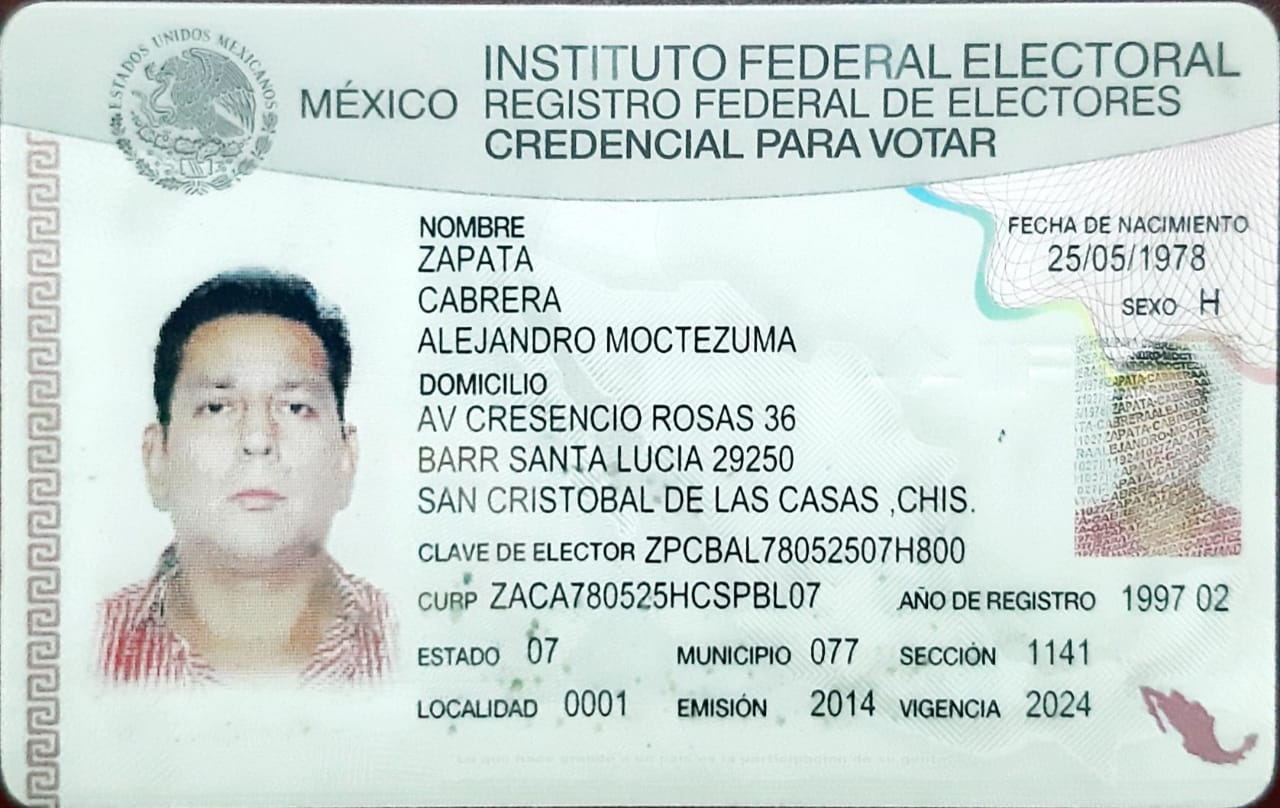 ESTADOS UNIDOS MEXICANOS
MÉXICO
INSTITUTO FEDERAL ELECTORAL
REGISTRO FEDERAL DE ELECTORES
CREDENCIAL PARA VOTAR
NOMBRE
ZAPATA
CABRERA
ALEJANDRO MOCTEZUMA
FECHA DE NACIMIENTO
25/05/1978
SEXO H
DOMICILIO
AV CRESENCIO ROSAS 36
BARR SANTA LUCIA 29250
SAN CRISTOBAL DE LAS CASAS ,CHIS.
CLAVE DE ELECTOR ZPCBAL78052507H800
CURP ZACA780525HCSPBL07 AÑO DE REGISTRO 1997 02
ESTADO 07 MUNICIPIO 077 SECCIÓN 1141
LOCALIDAD 0001 EMISIÓN 2014 VIGENCIA 2024